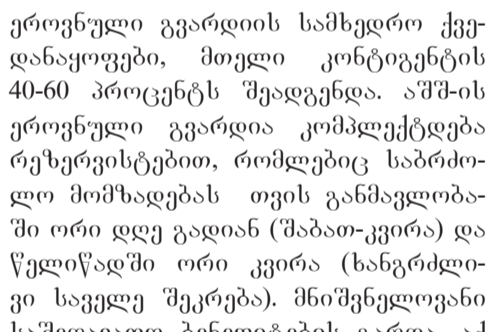 ეროვნული გვარდიის სამხედრო ქვე-
დანაყოფები, მთელი კონტიგენტის
40-60 პროცენტს შეადგენდა. აშშ-ის
ეროვნული გვარდია კომპლექტდება
რეზერვისტებით, რომლებიც საბრძო-
ლო მომზადებას თვის განმავლობა-
ში ორი დღე გადიან (შაბათ-კვირა) და
წელიწადში ორი კვირა (ხანგრძლი-
ვი საველე შეკრება). მნიშვნელოვანი